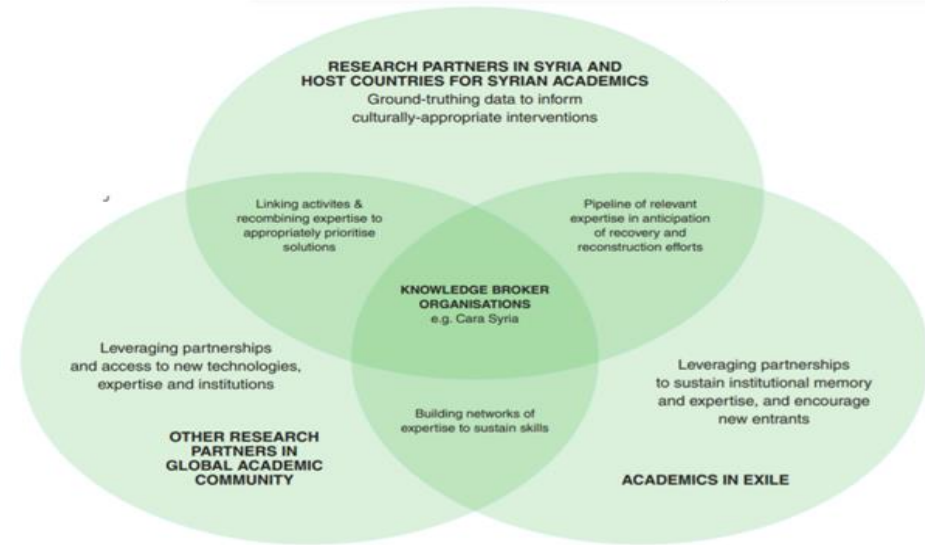 RESEARCH PARTNERS IN SYRIA AND
HOST COUNTRIES FOR SYRIAN ACADEMICS
Ground-truthing data to inform
culturally-appropriate interventions
Linking activites &
recombining expertise to
appropriately prioritise
solutions
Pipeline of relevant
expertise in anticipation
of recovery and
reconstruction efforts
KNOWLEDGE BROKER
ORGANISATIONS
e.g. Cara Syria
Leveraging partnerships
and access to new technologies,
expertise and institutions
OTHER RESEARCH
PARTNERS IN
GLOBAL ACADEMIC
COMMUNITY
Building networks of
expertise to sustain skills
Leveraging partnerships
to sustain institutional memory
and expertise, and encourage
new entrants
ACADEMICS IN EXILE